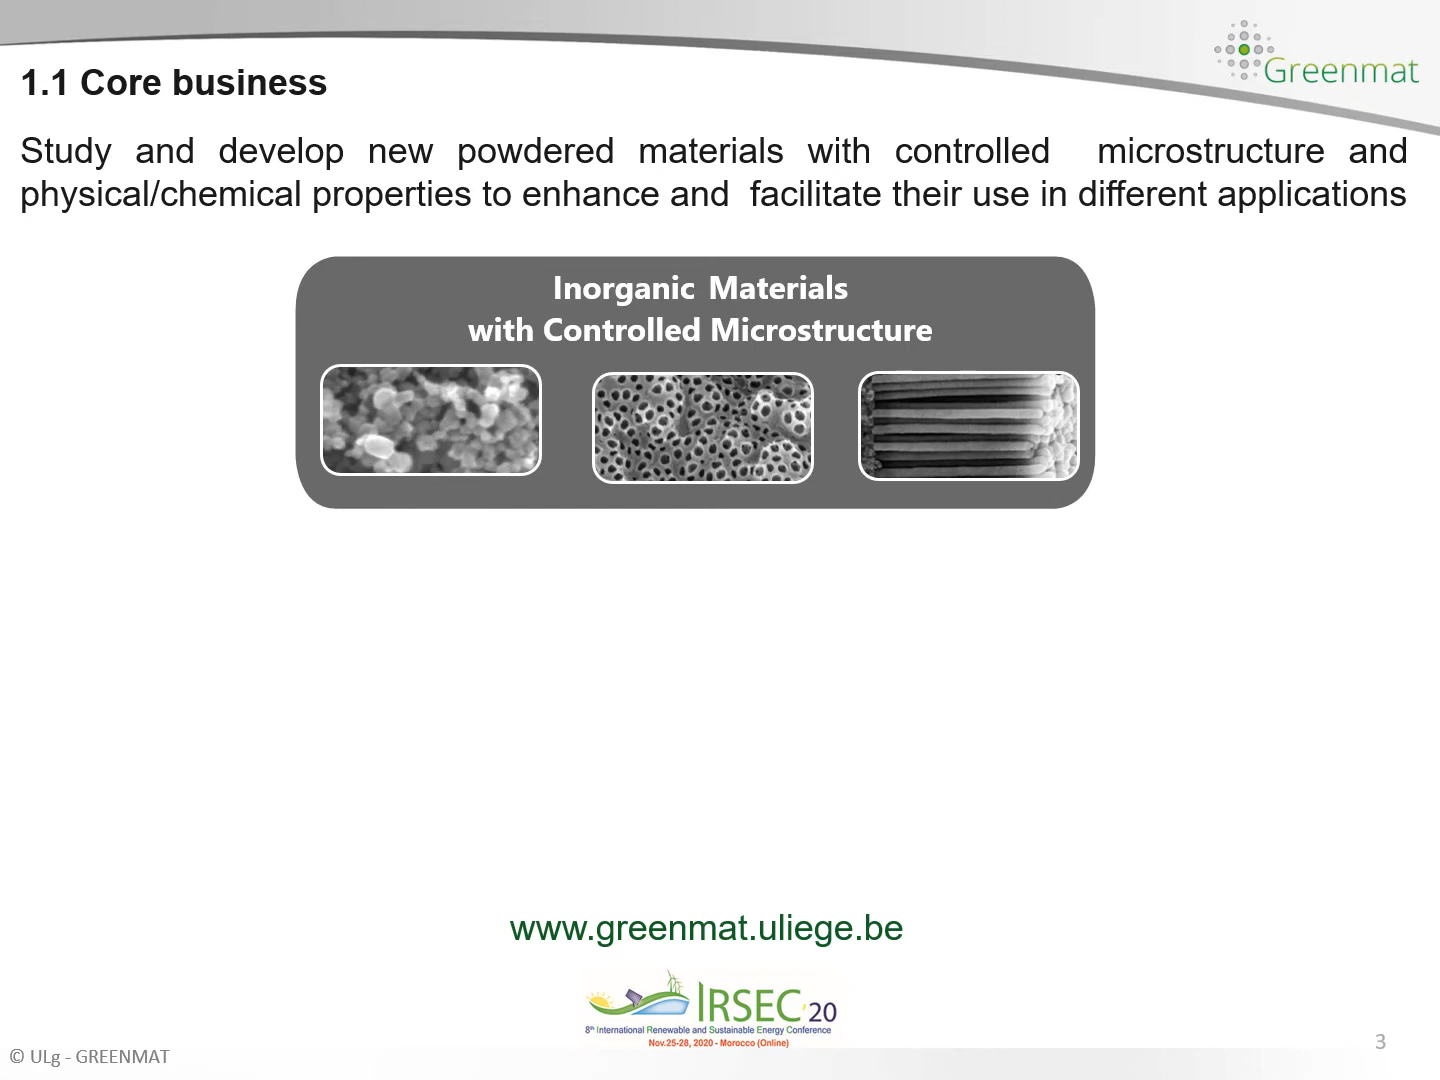 Greenmat
1.1 Core business
Study and develop new powdered materials with controlled microstructure and
physical/chemical properties to enhance and facilitate their use in different applications
Inorganic Materials
with Controlled Microstructure
www.greenmat.uliege.be
IRSEC'20
8th International Renewable and Sustainable Energy Conference
Nov.25-28, 2020 - Morocco (Online)
© ULg - GREENMAT
3